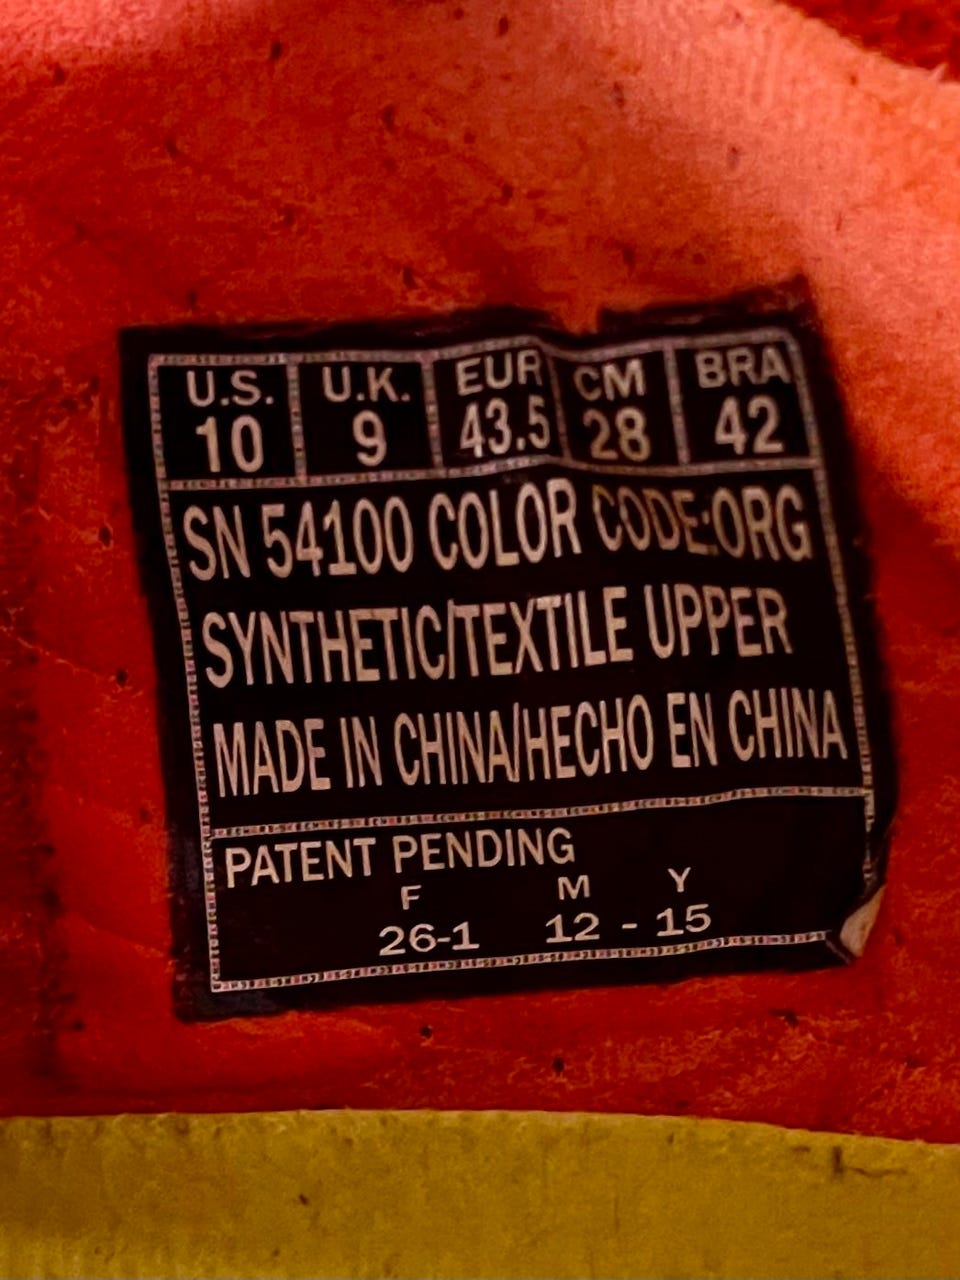 U.S. U.K. EUR CM BRA
10 9 43.5 28 42
SN 54100 COLOR CODE:ORG
SYNTHETIC/TEXTILE UPPER
MADE IN CHINA/HECHO EN CHINA
PATENT PENDING
F M Y
26-1 12 - 15